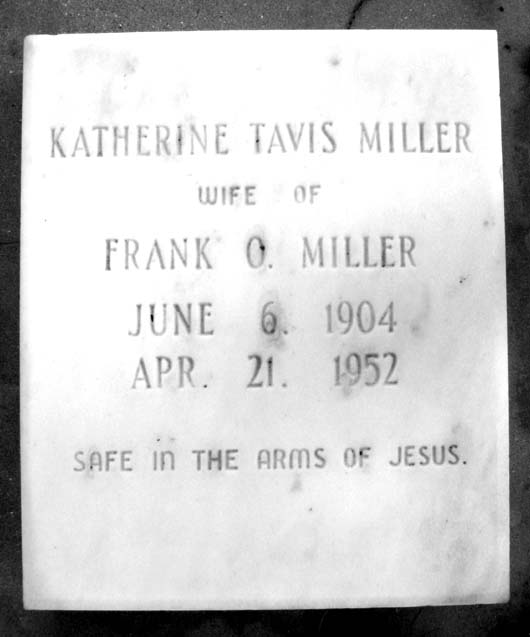 KATHERINE TAVIS MILLER
WIFE OF
FRANK O. MILLER
JUNE 6. 1904
APR. 21. 1952
SAFE IN THE ARMS OF JESUS.